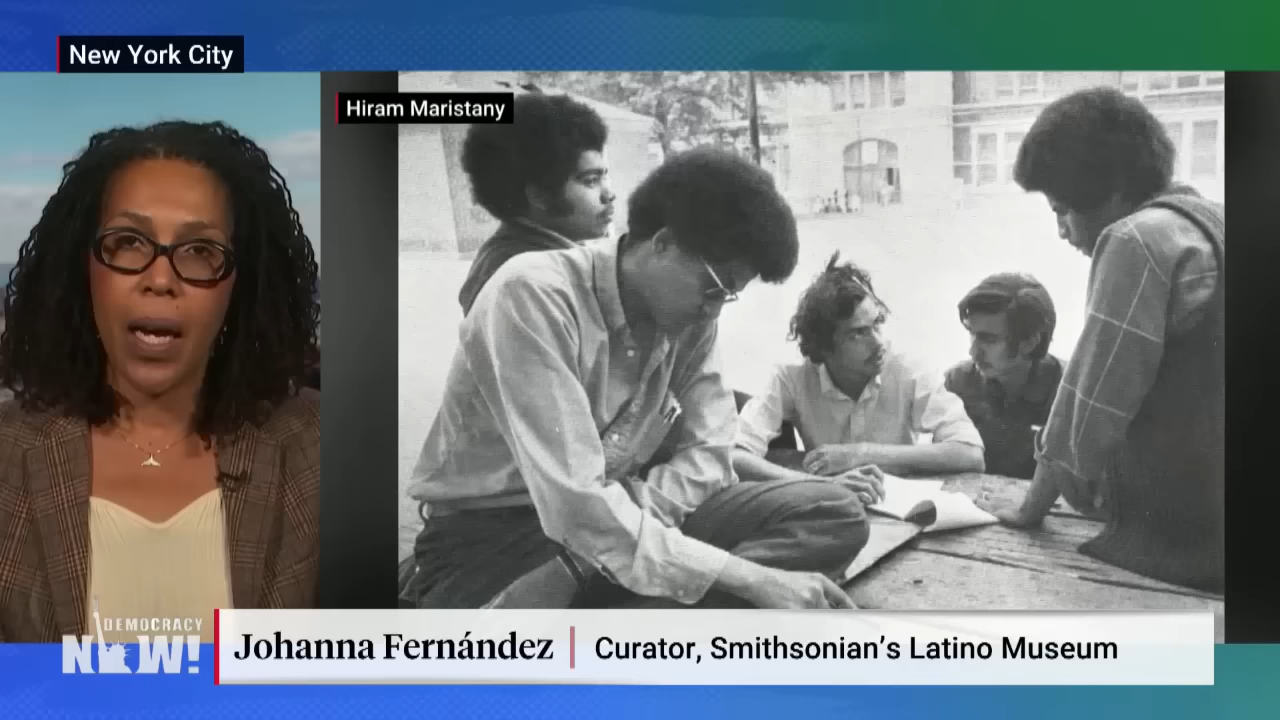 New York City
Hiram Maristany
DEMOCRACY
NOW!
Johanna Fernández
Curator, Smithsonian's Latino Museum